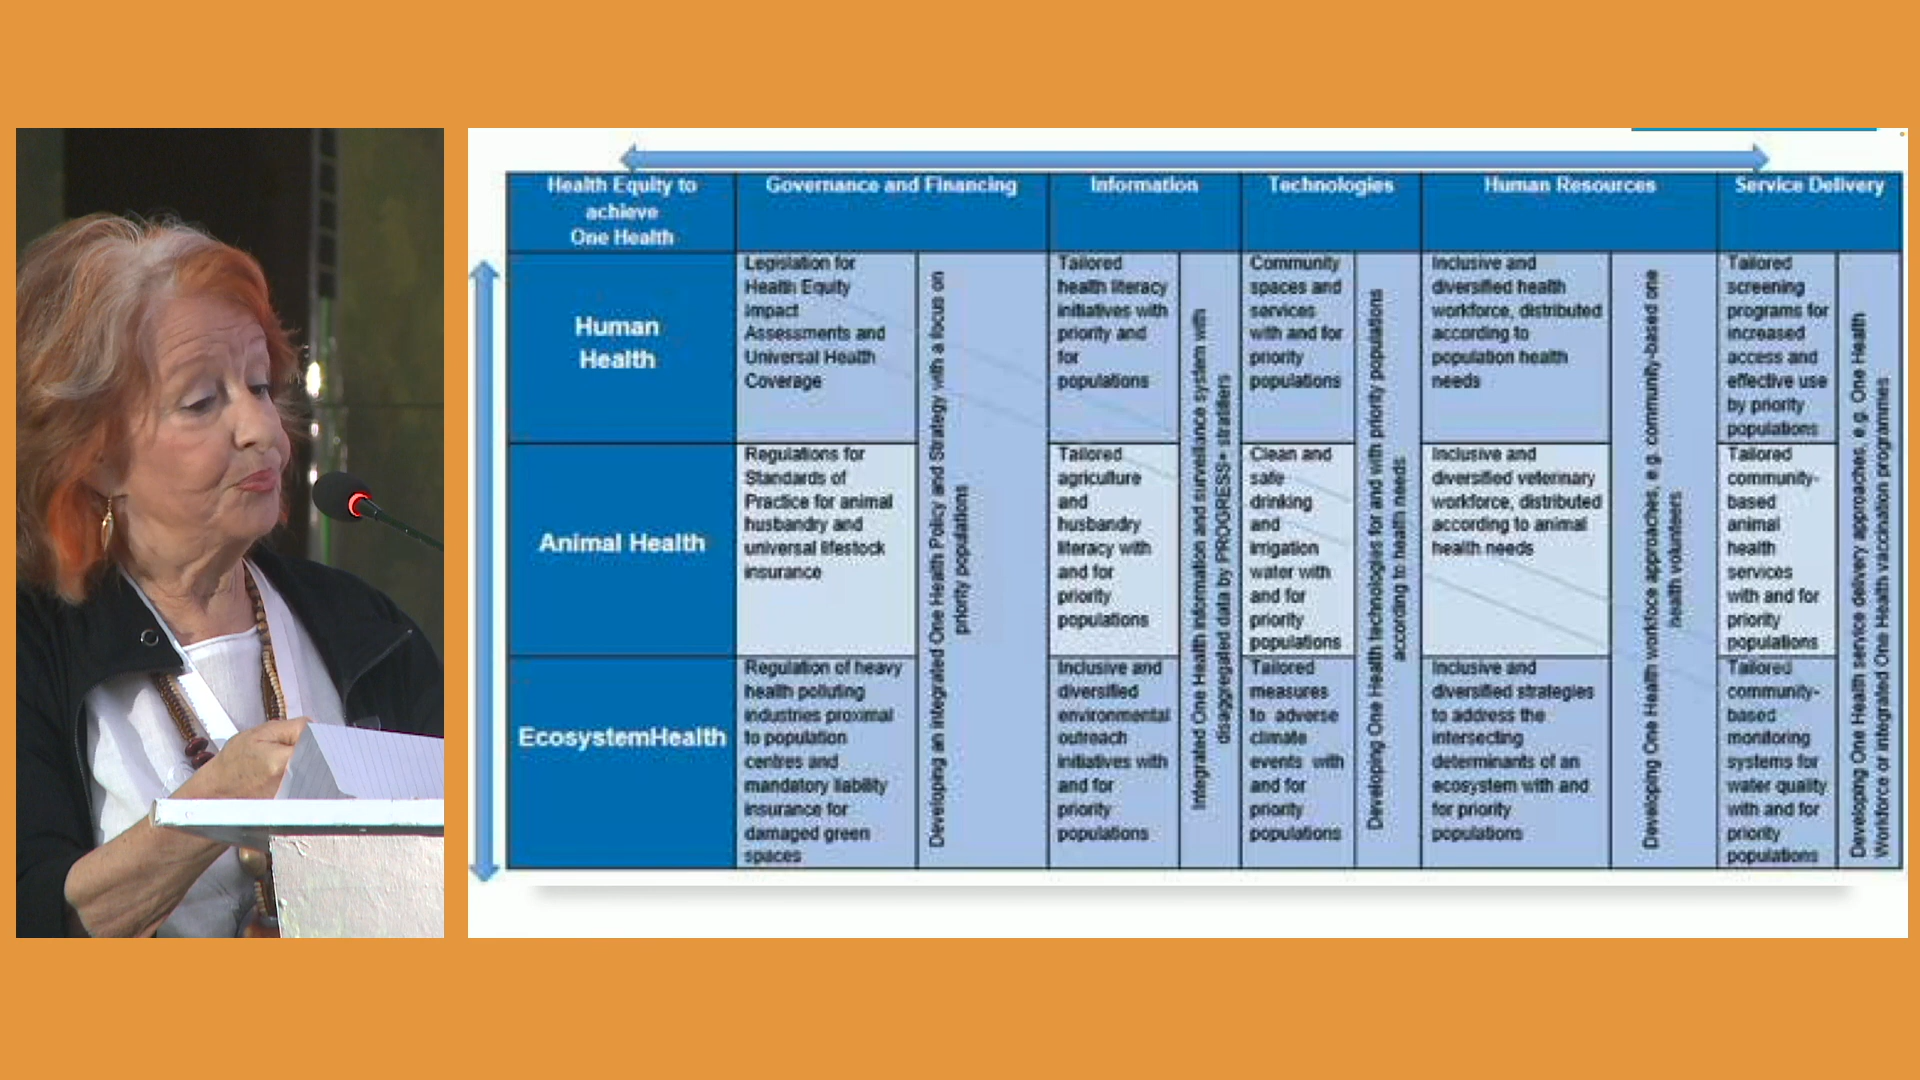 Health Equity to
achieve
One Health
Governance and Financing
Information
Technologies
Human Resources
Service Delivery
Human
Health
Legislation for
Health Equity
Impact
Assessments and
Universal Health
Coverage
Developing an integrated One Health Policy and Strategy with a focus on
priority populations
Tailored
health literacy
initiatives with
priority and
for
populations
Integrated One Health information and surveillance system with
disaggregated data by PROGRESS+ stratifiers
Community
spaces and
services
with and for
priority
populations
Developing One Health technologies for and with priority populations
according to health needs
Inclusive and
diversified health
workforce, distributed
according to
population health
needs
Developing One Health workforce approaches, e.g. community-based one
health volunteers
Tailored
screening
programs for
increased
access and
effective use
by priority
populations
Developing One Health service delivery approaches, e.g. One Health
Workforce or integrated One Health vaccination programmes
Animal Health
Regulations for
Standards of
Practice for animal
husbandry and
universal lifestock
insurance
Tailored
agriculture
and
husbandry
literacy with
and for
priority
populations
Clean and
safe
drinking
and
irrigation
water with
and for
priority
populations
Inclusive and
diversified veterinary
workforce, distributed
according to animal
health needs
Tailored
community-
based
animal
health
services
with and for
priority
populations
EcosystemHealth
Regulation of heavy
health polluting
industries proximal
to population
centres and
mandatory liability
insurance for
damaged green
spaces
Inclusive and
diversified
environmental
outreach
initiatives with
and for
priority
populations
Tailored
measures
to adverse
climate
events with
and for
priority
populations
Inclusive and
diversified strategies
to address the
intersecting
determinants of an
ecosystem with and
for priority
populations
Tailored
community-
based
monitoring
systems for
water quality
with and for
priority
populations